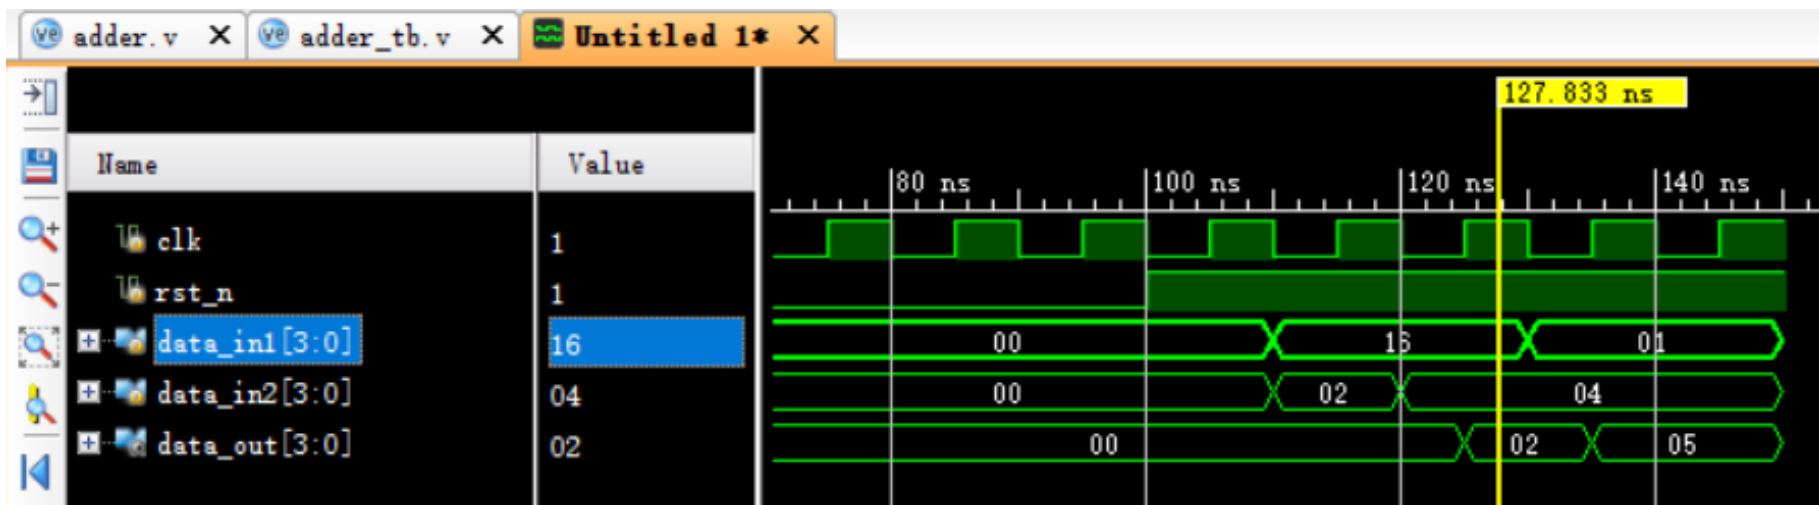 adder.v
adder_tb.v
Untitled 1*
127.833 ns
Name Value
80 ns 100 ns 120 ns 140 ns
clk 1
rst_n 1
data_in1[3:0] 16 00 16 01
data_in2[3:0] 04 00 02 04
data_out[3:0] 02 00 02 05